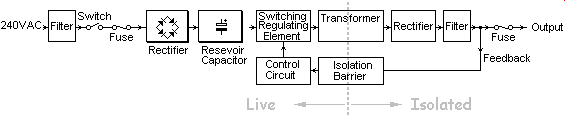 240VAC
Filter
Switch
Fuse
Rectifier
Resevoir
Capacitor
Switching
Regulating
Element
Transformer
Rectifier
Filter
Fuse
Output
Feedback
Control
Circuit
Isolation
Barrier
Live
Isolated